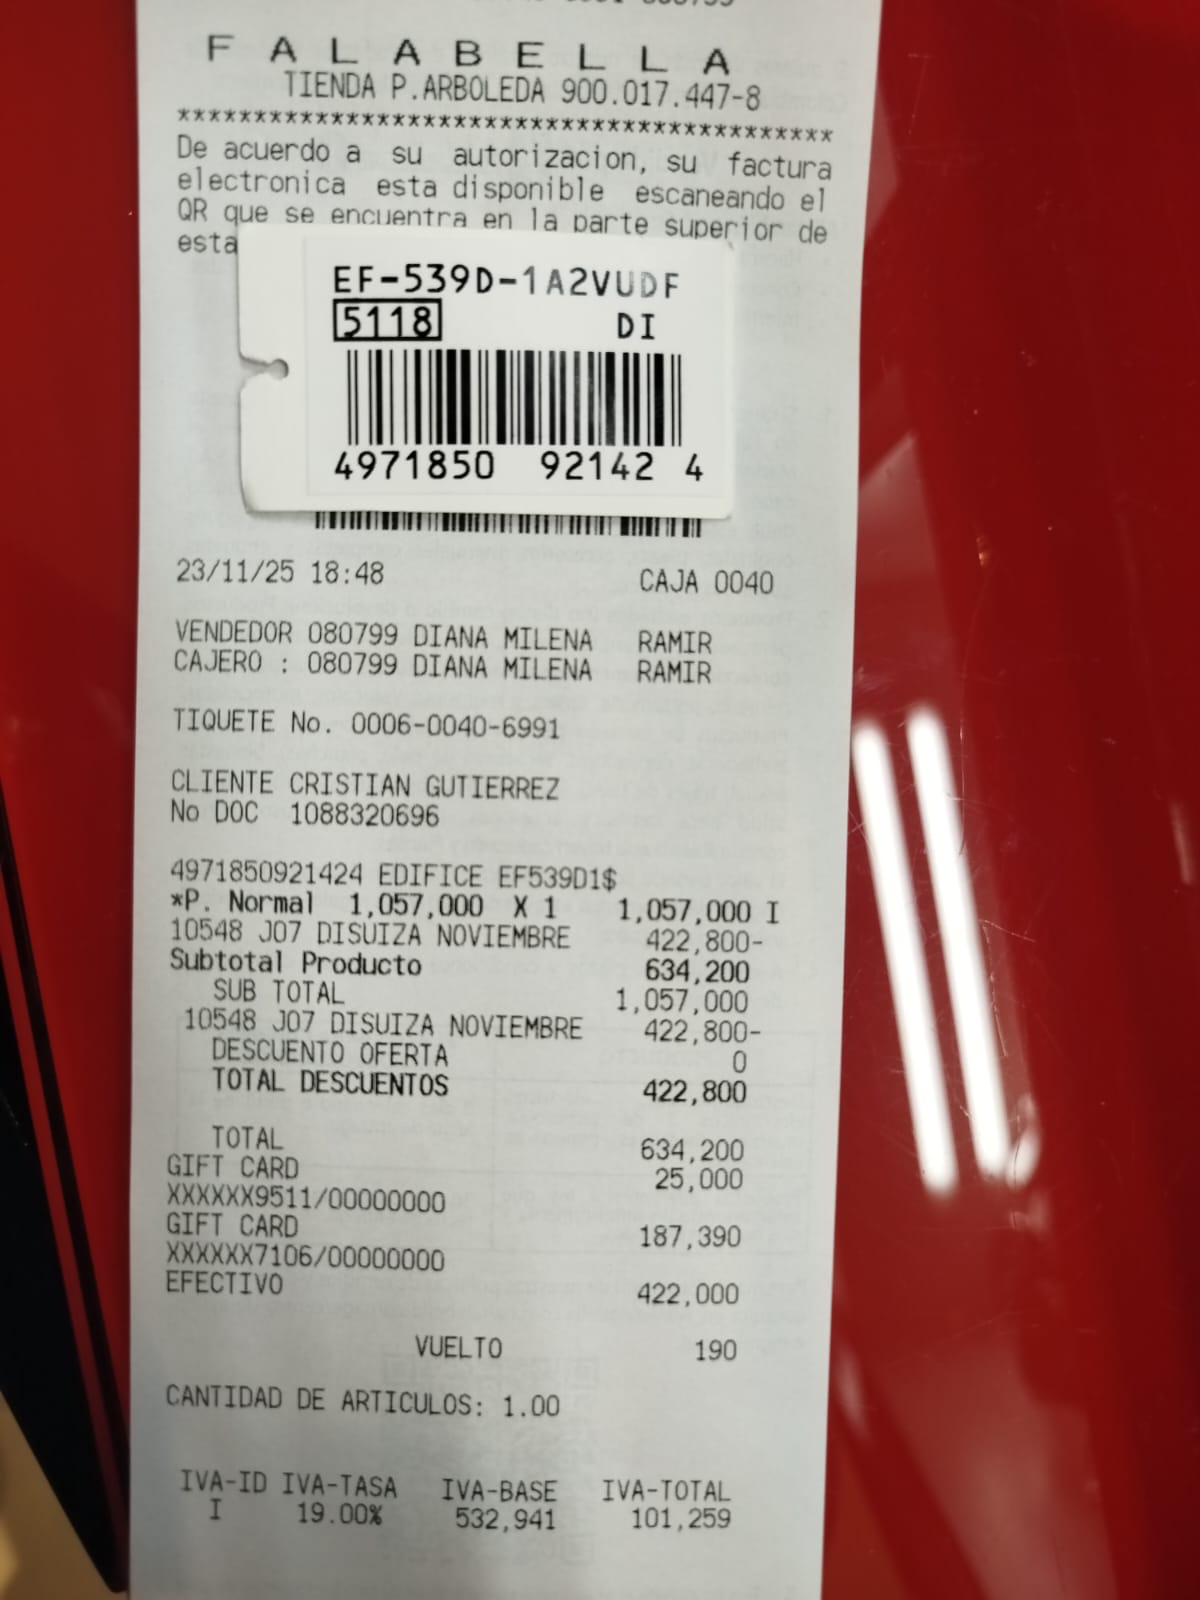 F A L A B E L L A
TIENDA P.ARBOLEDA 900.017.447-8
*******************************************
De acuerdo a su autorizacion, su factura
electronica esta disponible escaneando el
QR que se encuentra en la parte superior de
esta
EF-539D-1A2VUDF
5118 DI
4971850 92142 4
23/11/25 18:48 CAJA 0040
VENDEDOR 080799 DIANA MILENA RAMIR
CAJERO : 080799 DIANA MILENA RAMIR
TIQUETE No. 0006-0040-6991
CLIENTE CRISTIAN GUTIERREZ
No DOC 1088320696
4971850921424 EDIFICE EF539D1$
*P. Normal 1,057,000 X 1 1,057,000 I
10548 J07 DISUIZA NOVIEMBRE 422,800-
Subtotal Producto 634,200
SUB TOTAL 1,057,000
10548 J07 DISUIZA NOVIEMBRE 422,800-
DESCUENTO OFERTA 0
TOTAL DESCUENTOS 422,800
TOTAL 634,200
GIFT CARD 25,000
XXXXXX9511/00000000
GIFT CARD 187,390
XXXXXX7106/00000000
EFECTIVO 422,000
VUELTO 190
CANTIDAD DE ARTICULOS: 1.00
IVA-ID IVA-TASA IVA-BASE IVA-TOTAL
I 19.00% 532,941 101,259